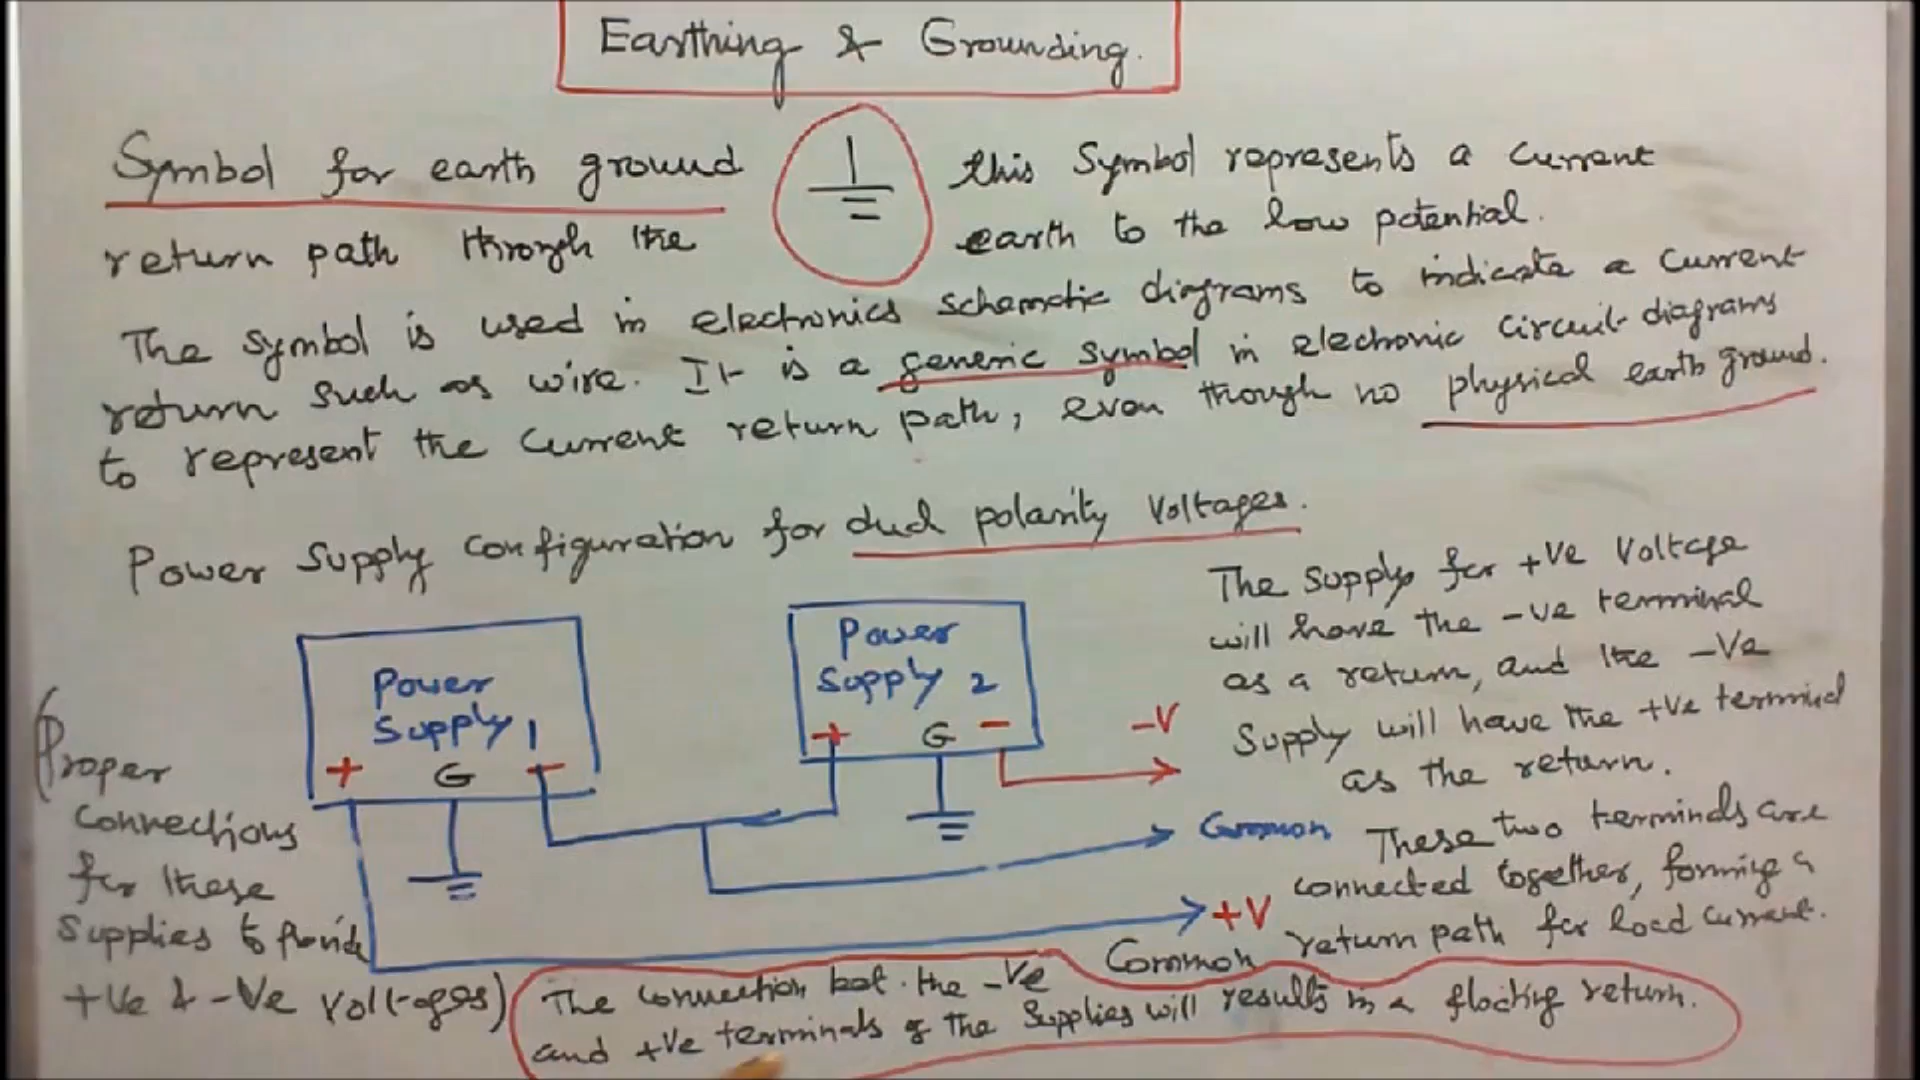 Earthing & Grounding.
Symbol for earth ground this Symbol represents a current
return path through the earth to the low potential.
The symbol is used in electronics schematic diagrams to indicate a current
return such as wire. It is a generic symbol in electronic circuit diagrams
to represent the current return path, even though no physical earth ground.
Power supply configuration for dual polarity voltages.
Power
Supply 1
+ G -
Power
Supply 2
+ G -
-V
Common
+V
(Proper
connections
for these
supplies to provide
+Ve & -Ve voltages)
The supply for +ve voltage
will have the -ve terminal
as a return, and the -Ve
Supply will have the +Ve terminal
as the return.
These two terminals are
connected together, forming a
Common return path for load current.
The connection bet. the -Ve
and +Ve terminals of the supplies will results in a floating return.